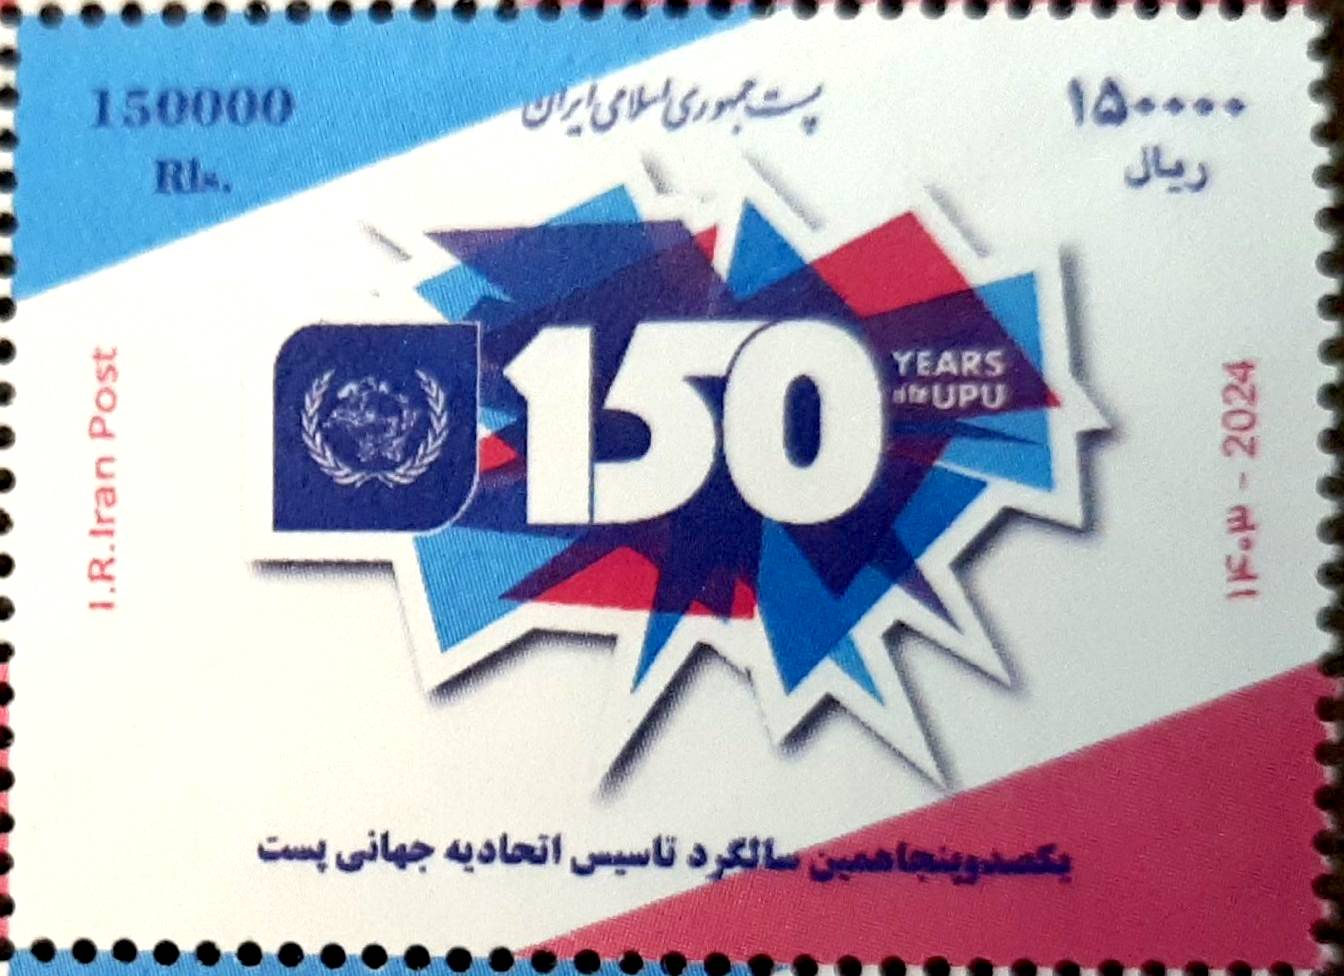 150000
Rls.
پست جمهوری اسلامی ایران
۱۵۰۰۰۰
ریال
I.R.Iran Post
150
YEARS
of the UPU
۱۴۰۳ - 2024
یکصدوپنجاهمین سالگرد تاسیس اتحادیه جهانی پست